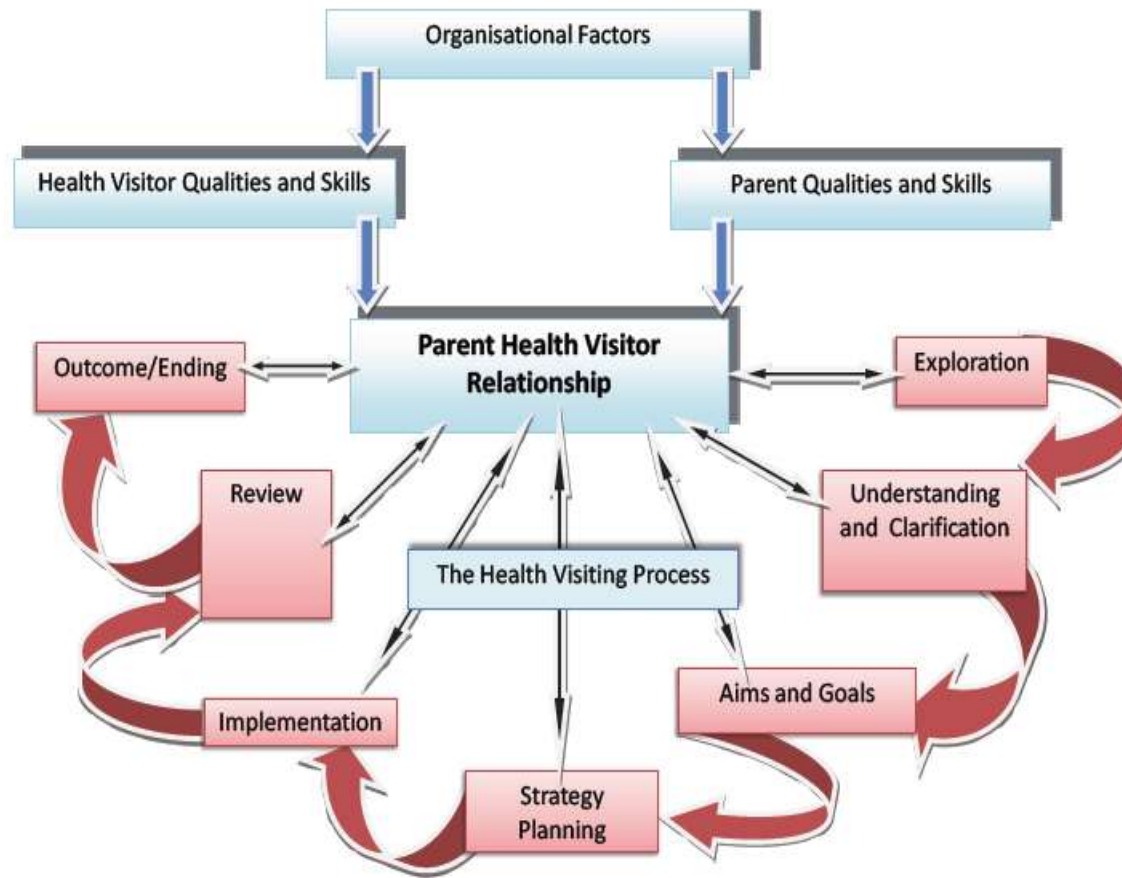 Organisational Factors
Health Visitor Qualities and Skills
Parent Qualities and Skills
Parent Health Visitor
Relationship
Outcome/Ending
Exploration
Review
Understanding
and Clarification
The Health Visiting Process
Aims and Goals
Implementation
Strategy
Planning